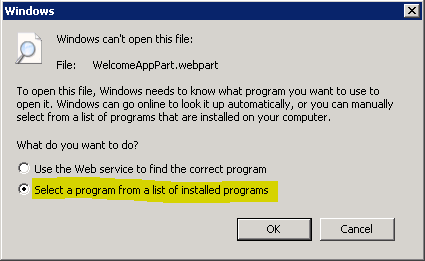 Windows
Windows can't open this file:
File: WelcomeAppPart.webpart
To open this file, Windows needs to know what program you want to use to
open it. Windows can go online to look it up automatically, or you can manually
select from a list of programs that are installed on your computer.
What do you want to do?
Use the Web service to find the correct program
Select a program from a list of installed programs
OK Cancel